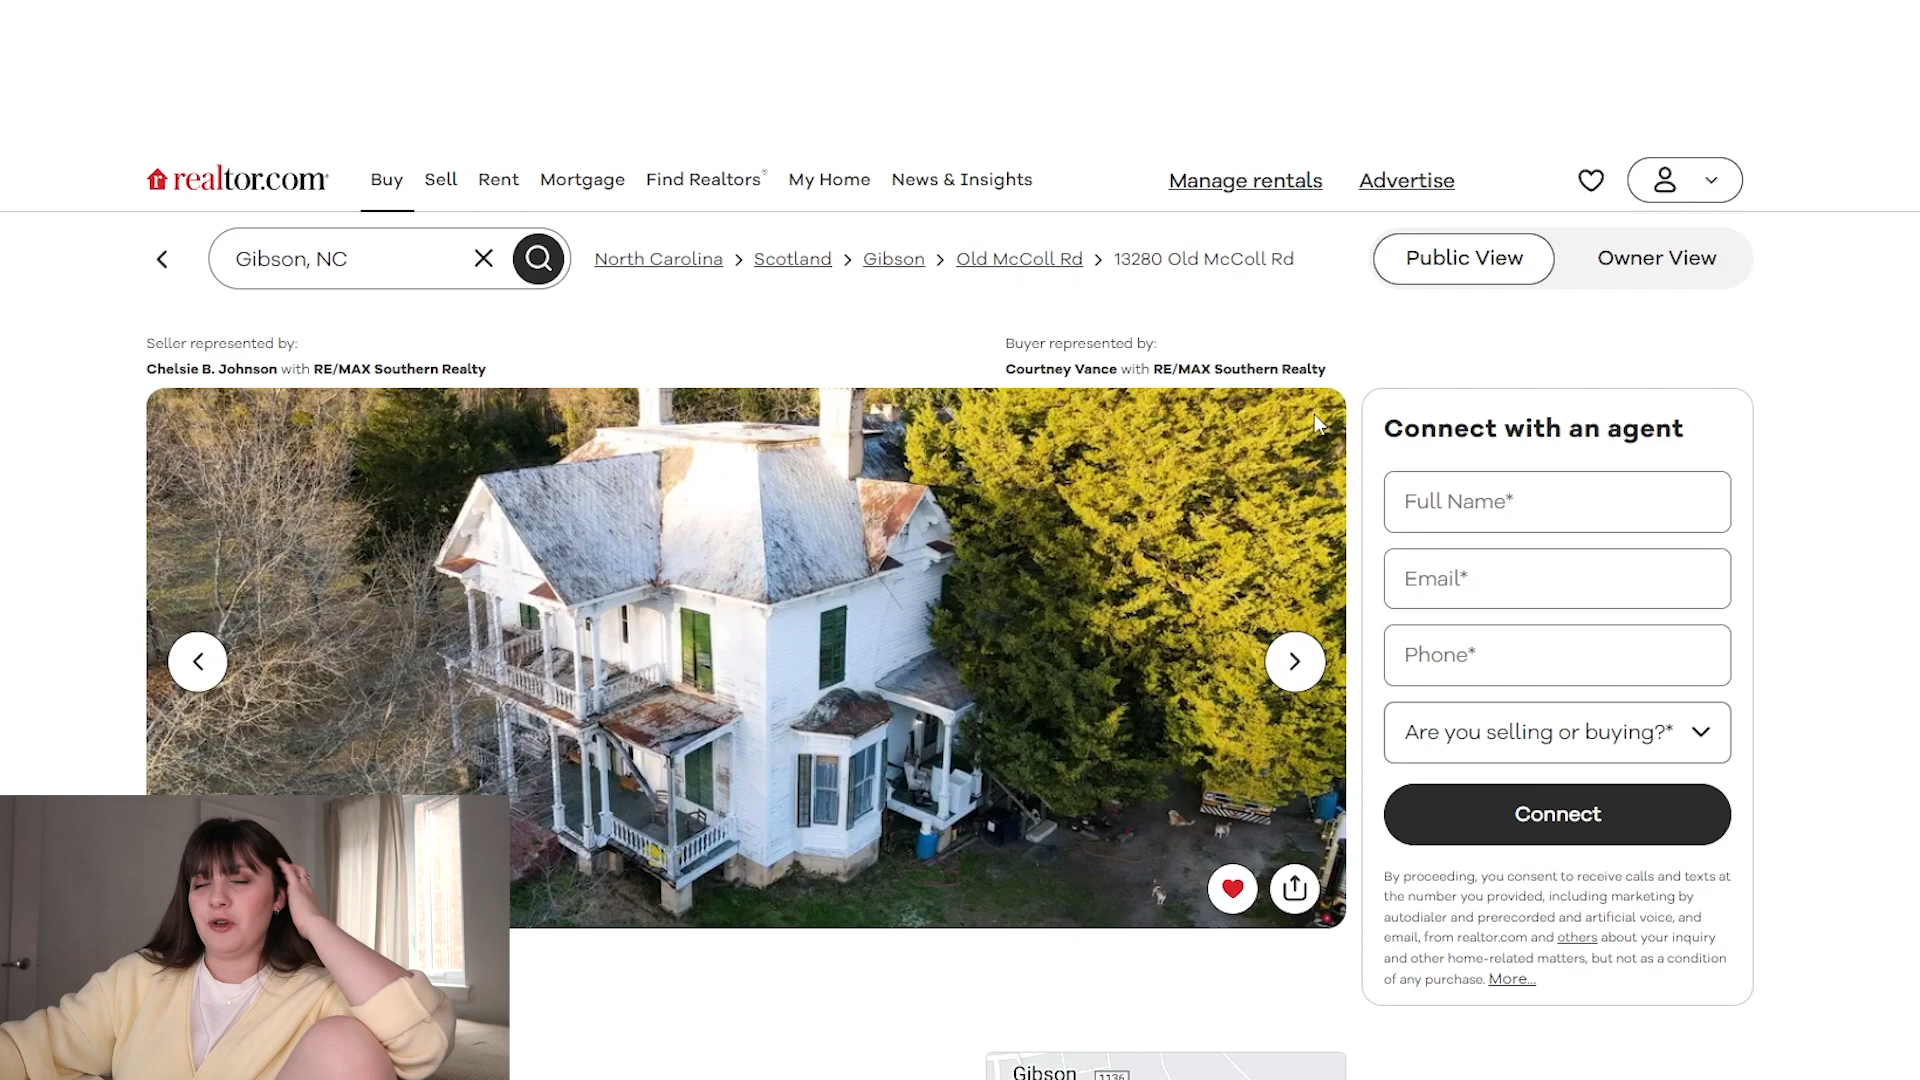 realtor.com
Buy
Sell
Rent
Mortgage
Find Realtors®
My Home
News & Insights
Manage rentals
Advertise
Gibson, NC
North Carolina > Scotland > Gibson > Old McColl Rd > 13280 Old McColl Rd
Public View
Owner View
Seller represented by:
Chelsie B. Johnson with RE/MAX Southern Realty
Buyer represented by:
Courtney Vance with RE/MAX Southern Realty
Connect with an agent
Full Name*
Email*
Phone*
Are you selling or buying?*
Connect
By proceeding, you consent to receive calls and texts at
the number you provided, including marketing by
autodialer and prerecorded and artificial voice, and
email, from realtor.com and others about your inquiry
and other home-related matters, but not as a condition
of any purchase. More...
Gibson
1136